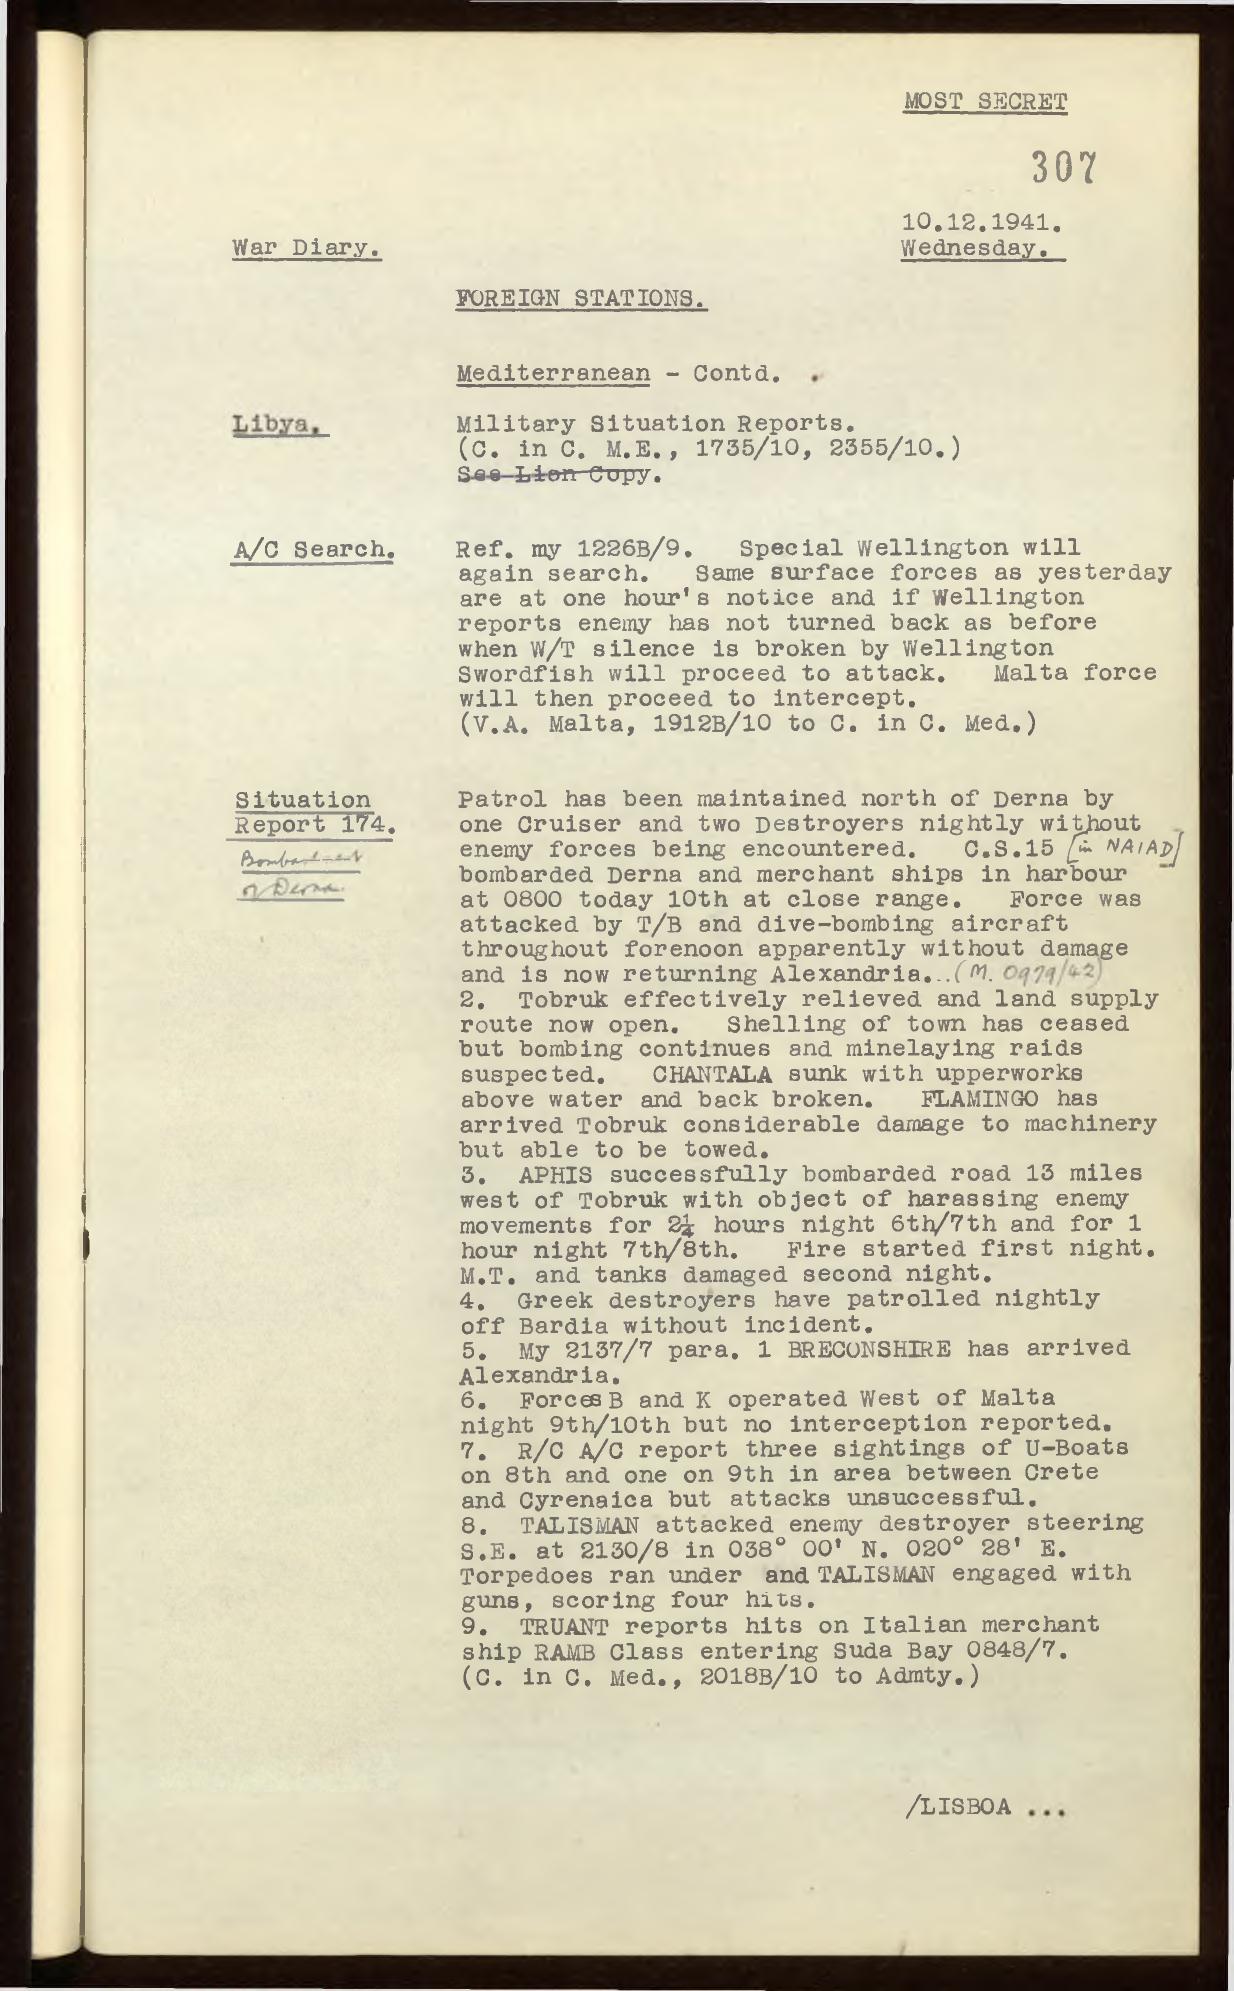 MOST SECRET
307
10.12.1941.
War Diary.
Wednesday.
FOREIGN STATIONS.
Mediterranean - Contd.
Libya.
Military Situation Reports.
(C. in C. M.E., 1735/10, 2355/10.)
See Lion Copy.
A/C Search.
Ref. my 1226B/9. Special Wellington will
again search. Same surface forces as yesterday
are at one hour's notice and if Wellington
reports enemy has not turned back as before
when W/T silence is broken by Wellington
Swordfish will proceed to attack. Malta force
will then proceed to intercept.
(V.A. Malta, 1912B/10 to C. in C. Med.)
Situation
Report 174.
Bombardment
of Derna.
Patrol has been maintained north of Derna by
one Cruiser and two Destroyers nightly without
enemy forces being encountered. C.S.15 [in NAIAD]
bombarded Derna and merchant ships in harbour
at 0800 today 10th at close range. Force was
attacked by T/B and dive-bombing aircraft
throughout forenoon apparently without damage
and is now returning Alexandria...(M. 0979/42)
2. Tobruk effectively relieved and land supply
route now open. Shelling of town has ceased
but bombing continues and minelaying raids
suspected. CHANTALA sunk with upperworks
above water and back broken. FLAMINGO has
arrived Tobruk considerable damage to machinery
but able to be towed.
3. APHIS successfully bombarded road 13 miles
west of Tobruk with object of harassing enemy
movements for 2¼ hours night 6th/7th and for 1
hour night 7th/8th. Fire started first night.
M.T. and tanks damaged second night.
4. Greek destroyers have patrolled nightly
off Bardia without incident.
5. My 2137/7 para. 1 BRECONSHIRE has arrived
Alexandria.
6. Forces B and K operated West of Malta
night 9th/10th but no interception reported.
7. R/C A/C report three sightings of U-Boats
on 8th and one on 9th in area between Crete
and Cyrenaica but attacks unsuccessful.
8. TALISMAN attacked enemy destroyer steering
S.E. at 2130/8 in 038° 00' N. 020° 28' E.
Torpedoes ran under and TALISMAN engaged with
guns, scoring four hits.
9. TRUANT reports hits on Italian merchant
ship RAMB Class entering Suda Bay 0848/7.
(C. in C. Med., 2018B/10 to Admty.)
/LISBOA ...